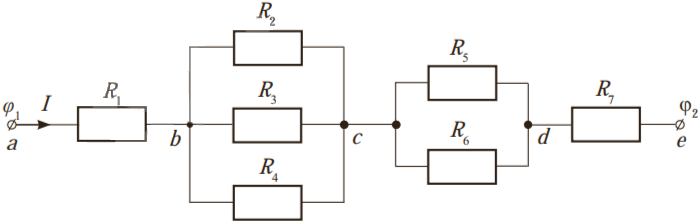 R₂
R₅
φ₁ I R₁ R₃ R₇ φ₂
a b c d e
R₆
R₄